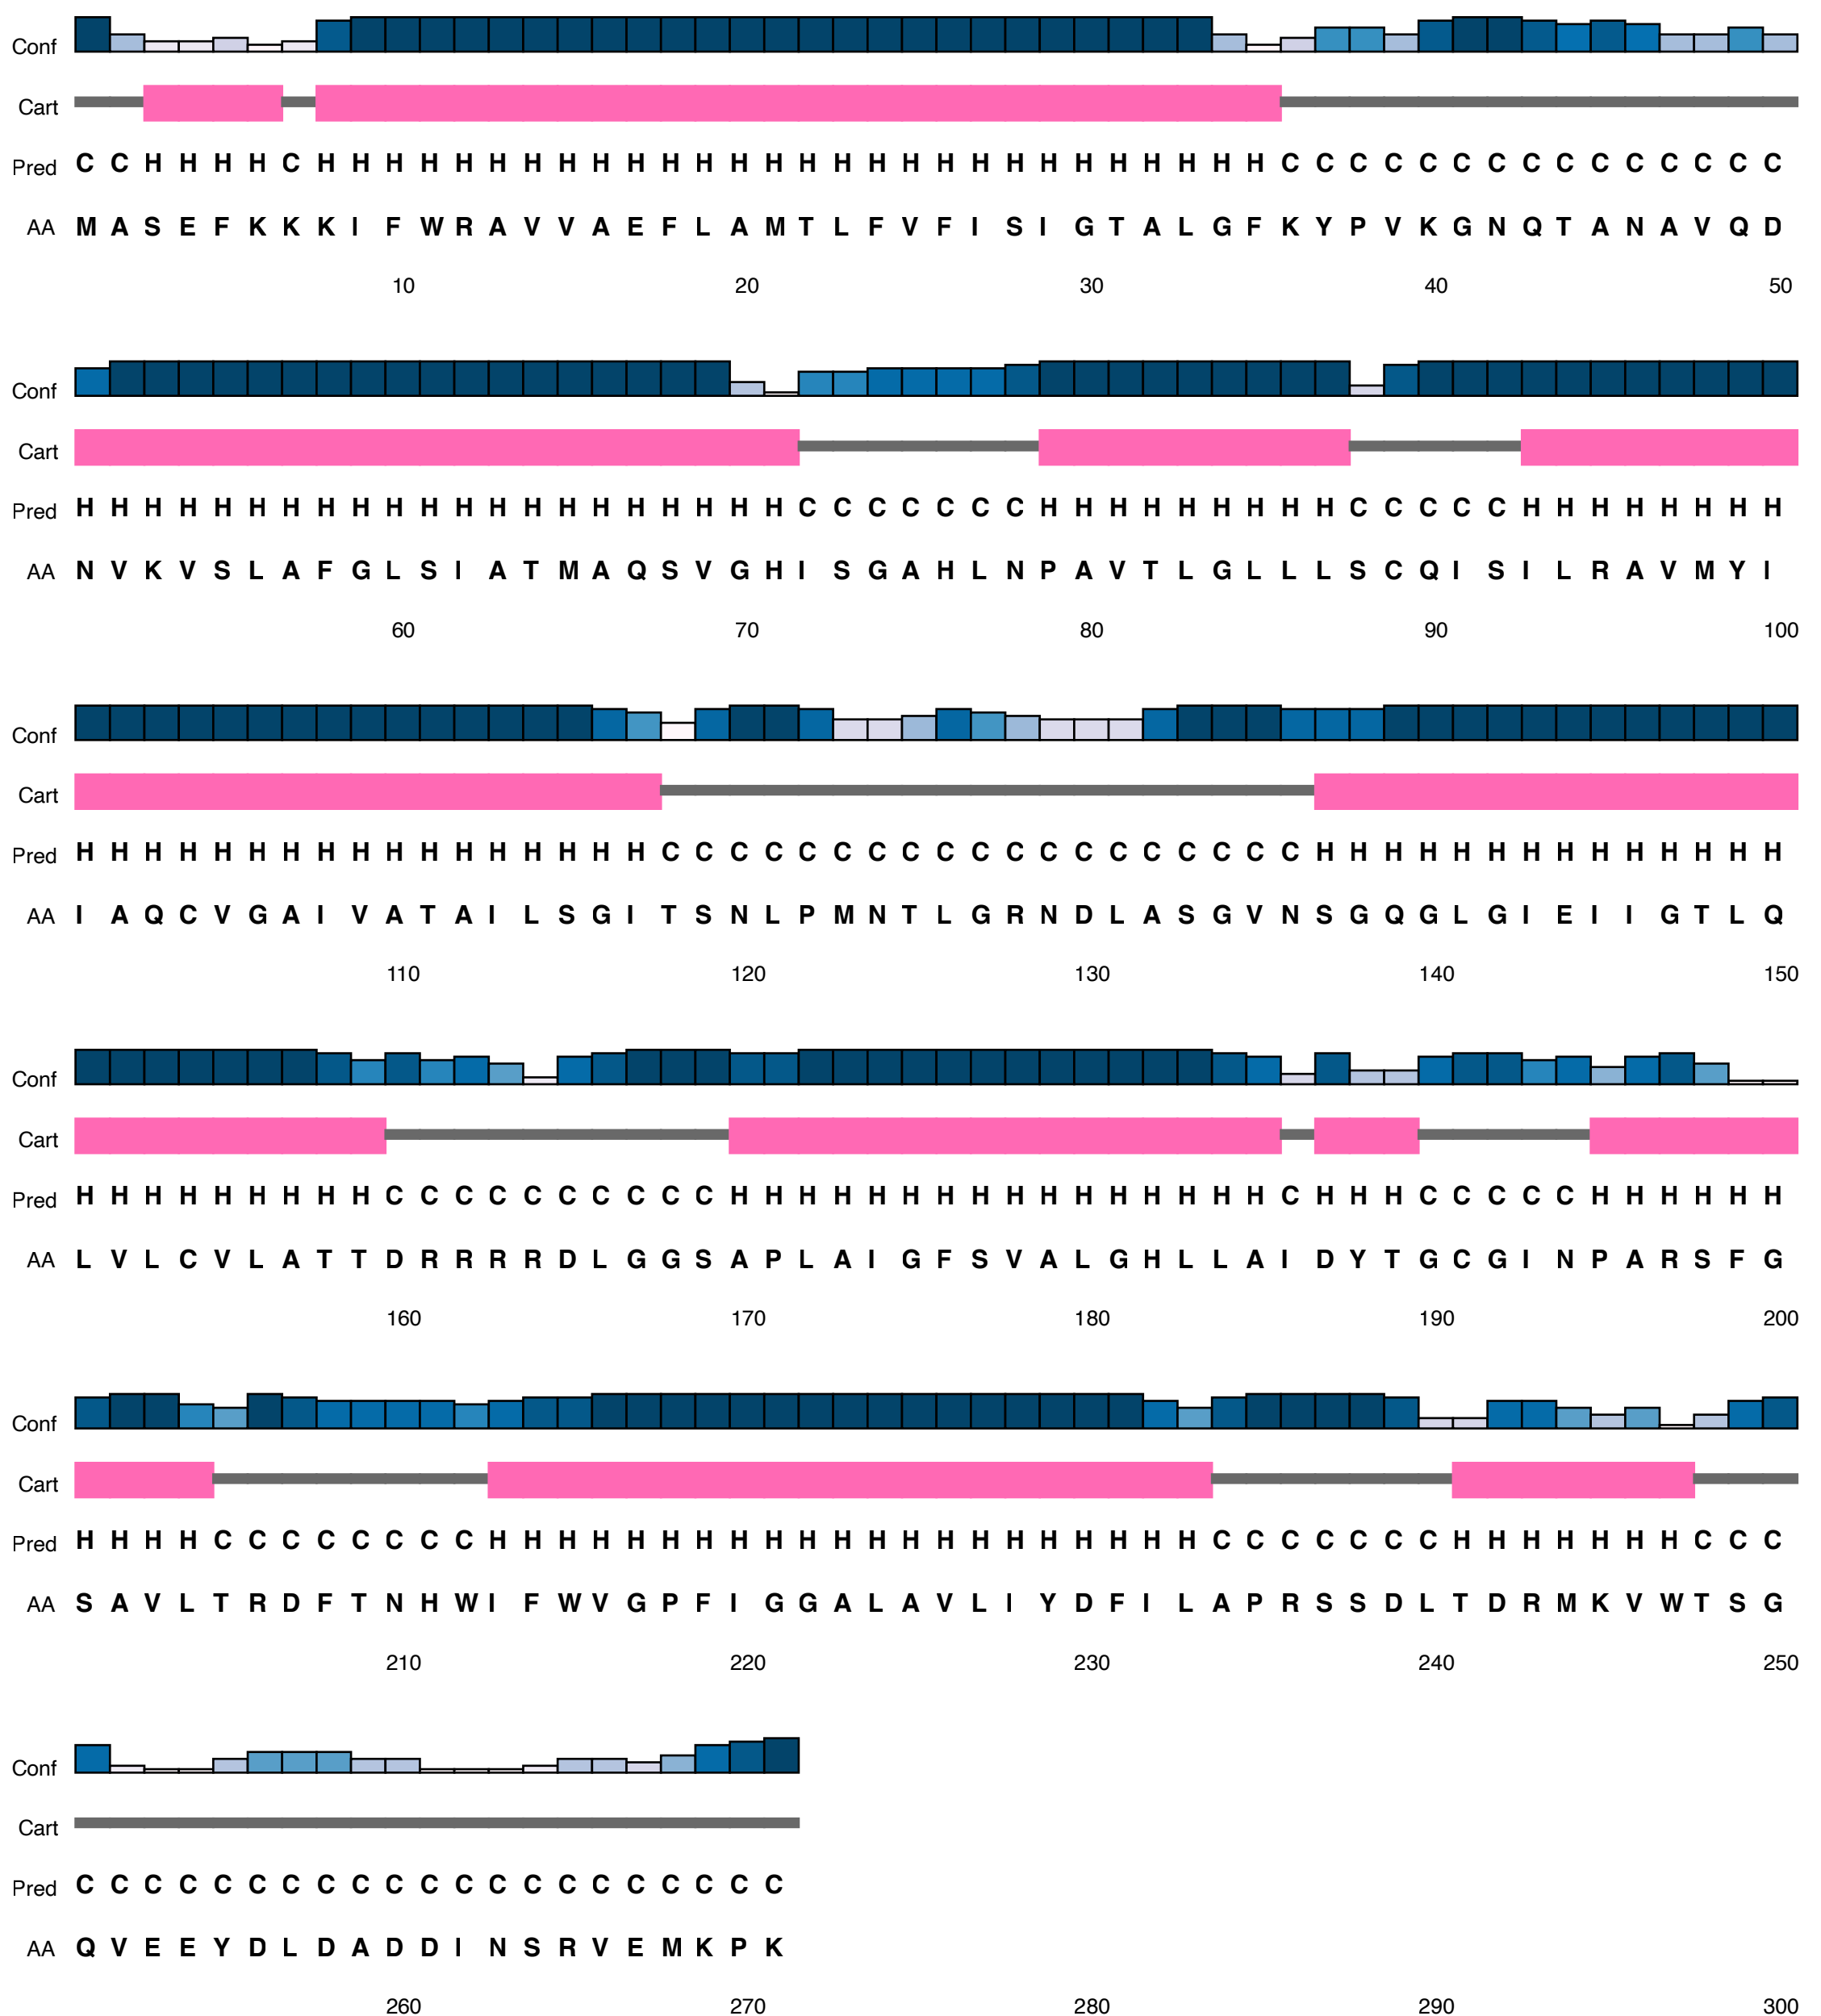 Conf
Cart
Pred C C H H H H C H H H H H H H H H H H H H H H H H H H H H H H H H H H H C C C C C C C C C C C C C C C
AA M A S E F K K K I F W R A V V A E F L A M T L F V F I S I G T A L G F K Y P V K G N Q T A N A V Q D
10 20 30 40 50
Conf
Cart
Pred H H H H H H H H H H H H H H H H H H H H H C C C C C C C H H H H H H H H H C C C C C H H H H H H H H
AA N V K V S L A F G L S I A T M A Q S V G H I S G A H L N P A V T L G L L L S C Q I S I L R A V M Y I
60 70 80 90 100
Conf
Cart
Pred H H H H H H H H H H H H H H H H H C C C C C C C C C C C C C C C C C C C H H H H H H H H H H H H H H
AA I A Q C V G A I V A T A I L S G I T S N L P M N T L G R N D L A S G V N S G Q G L G I E I I G T L Q
110 120 130 140 150
Conf
Cart
Pred H H H H H H H H H C C C C C C C C C C H H H H H H H H H H H H H H H H C H H H C C C C C H H H H H H
AA L V L C V L A T T D R R R R D L G G S A P L A I G F S V A L G H L L A I D Y T G C G I N P A R S F G
160 170 180 190 200
Conf
Cart
Pred H H H H C C C C C C C C H H H H H H H H H H H H H H H H H H H H H C C C C C C C H H H H H H H C C C
AA S A V L T R D F T N H W I F W V G P F I G G A L A V L I Y D F I L A P R S S D L T D R M K V W T S G
210 220 230 240 250
Conf
Cart
Pred C C C C C C C C C C C C C C C C C C C C C
AA Q V E E Y D L D A D D I N S R V E M K P K
260 270 280 290 300